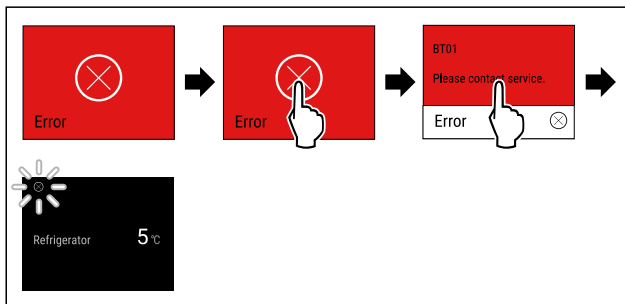 Error
Error
BT01
Please contact service.
Error
Refrigerator 5 °C